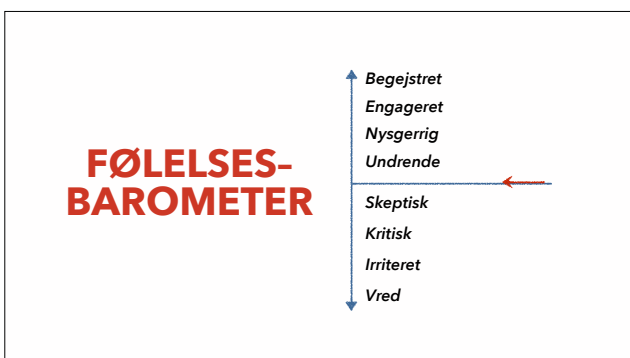 FØLELSES-
BAROMETER
Begejstret
Engageret
Nysgerrig
Undrende
Skeptisk
Kritisk
Irriteret
Vred